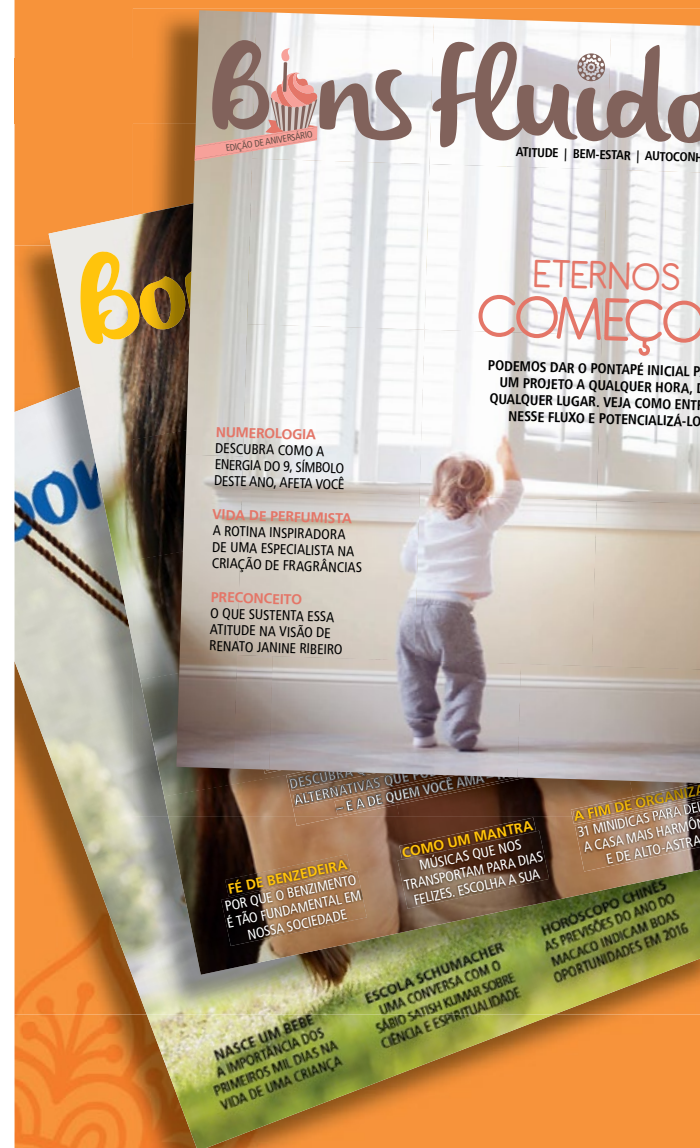 bons fluido
EDIÇÃO DE ANIVERSÁRIO
ATITUDE | BEM-ESTAR | AUTOCONH
ETERNOS
COMEÇO
PODEMOS DAR O PONTAPÉ INICIAL P
UM PROJETO A QUALQUER HORA,
QUALQUER LUGAR. VEJA COMO ENTR
NESSE FLUXO E POTENCIALIZÁ-LO
NUMEROLOGIA
DESCUBRA COMO A
ENERGIA DO 9, SÍMBOLO
DESTE ANO, AFETA VOCÊ
VIDA DE PERFUMISTA
A ROTINA INSPIRADORA
DE UMA ESPECIALISTA NA
CRIAÇÃO DE FRAGRÂNCIAS
PRECONCEITO
O QUE SUSTENTA ESSA
ATITUDE NA VISÃO DE
RENATO JANINE RIBEIRO
bo
bon
DESCUBRA
ALTERNATIVAS QUE
– E A DE QUEM VOCÊ AMA –
FÉ DE BENZEDEIRA
POR QUE O BENZIMENTO
É TÃO FUNDAMENTAL EM
NOSSA SOCIEDADE
COMO UM MANTRA
MÚSICAS QUE NOS
TRANSPORTAM PARA DIAS
FELIZES. ESCOLHA A SUA
A FIM DE ORGANIZA
31 MINIDICAS PARA DEI
A CASA MAIS HARMÔN
E DE ALTO-ASTRA
NASCE UM BEBÊ
A IMPORTÂNCIA DOS
PRIMEIROS MIL DIAS NA
VIDA DE UMA CRIANÇA
ESCOLA SCHUMACHER
UMA CONVERSA COM O
SÁBIO SATISH KUMAR SOBRE
CIÊNCIA E ESPIRITUALIDADE
HORÓSCOPO CHINÊS
AS PREVISÕES DO ANO DO
MACACO INDICAM BOAS
OPORTUNIDADES EM 2016